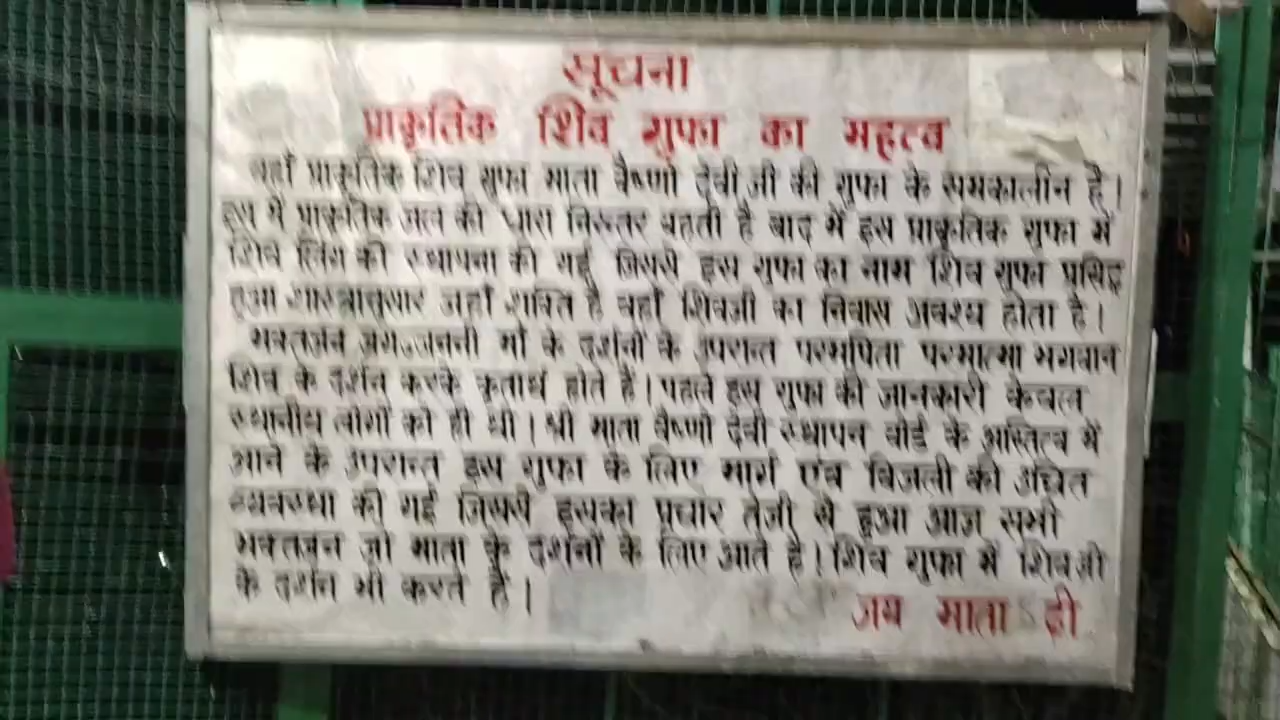 सूचना
प्राकृतिक शिव गुफा का महत्व
यहाँ प्राकृतिक शिव गुफा माता वैष्णो देवी जी की गुफा के समकालीन है।
इस में प्राकृतिक जल की धारा निरन्तर बहती है बाद में इस प्राकृतिक गुफा में
शिव लिंग की स्थापना की गई जिससे इस गुफा का नाम शिव गुफा प्रसिद्ध
हुआ शास्त्रानुसार जहाँ शक्ति है वहाँ शिवजी का निवास अवश्य होता है।
भक्तजन जगज्जननी माँ के दर्शनों के उपरान्त परमपिता परमात्मा भगवान
शिव के दर्शन करके कृतार्थ होते हैं। पहले इस गुफा की जानकारी केवल
स्थानीय लोगों को ही थी। श्री माता वैष्णो देवी स्थापन बोर्ड के अस्तित्व में
आने के उपरान्त इस गुफा के लिए मार्ग एंव बिजली की उचित
व्यवस्था की गई जिससे इसका प्रचार तेजी से हुआ आज सभी
भक्तजन जो माता के दर्शनों के लिए आते है। शिव गुफा में शिवजी
के दर्शन भी करते हैं।
जय माता दी